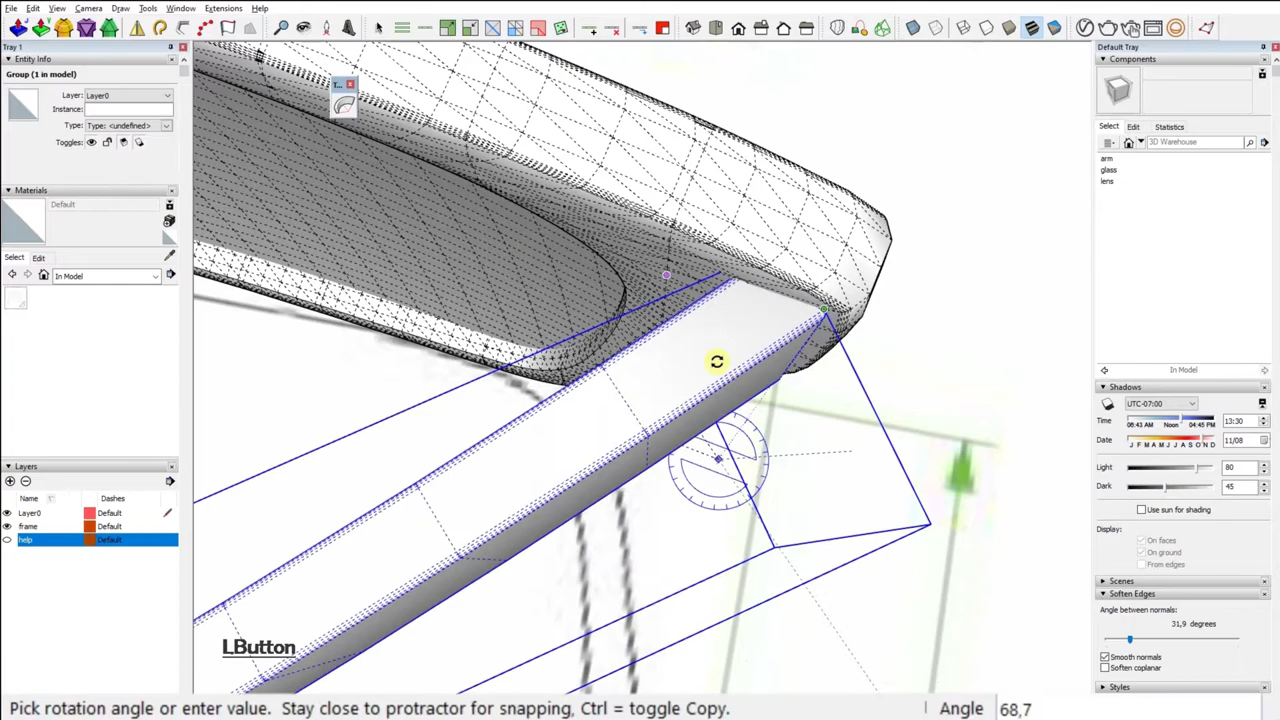 File Edit View Camera Draw Tools Window Extensions Help
Tray 1
Entity Info
Group (1 in model)
Layer: Layer0
Instance:
Type: Type: <undefined>
Toggles:
Materials
Default
Select Edit
In Model
Layers
Name Dashes
Layer0 Default
frame Default
help Default
T...
LButton
Default Tray
Components
Select Edit Statistics
3D Warehouse
arm
glass
lens
In Model
Shadows
UTC-07:00
Time 13:30
06:43 AM Noon 04:45 PM
Date 11/08
J F M A M J J A S O N D
Light 80
Dark 45
Use sun for shading
Display:
On faces
On ground
From edges
Scenes
Soften Edges
Angle between normals:
31,9 degrees
Smooth normals
Soften coplanar
Styles
Pick rotation angle or enter value. Stay close to protractor for snapping, Ctrl = toggle Copy. Angle 68,7